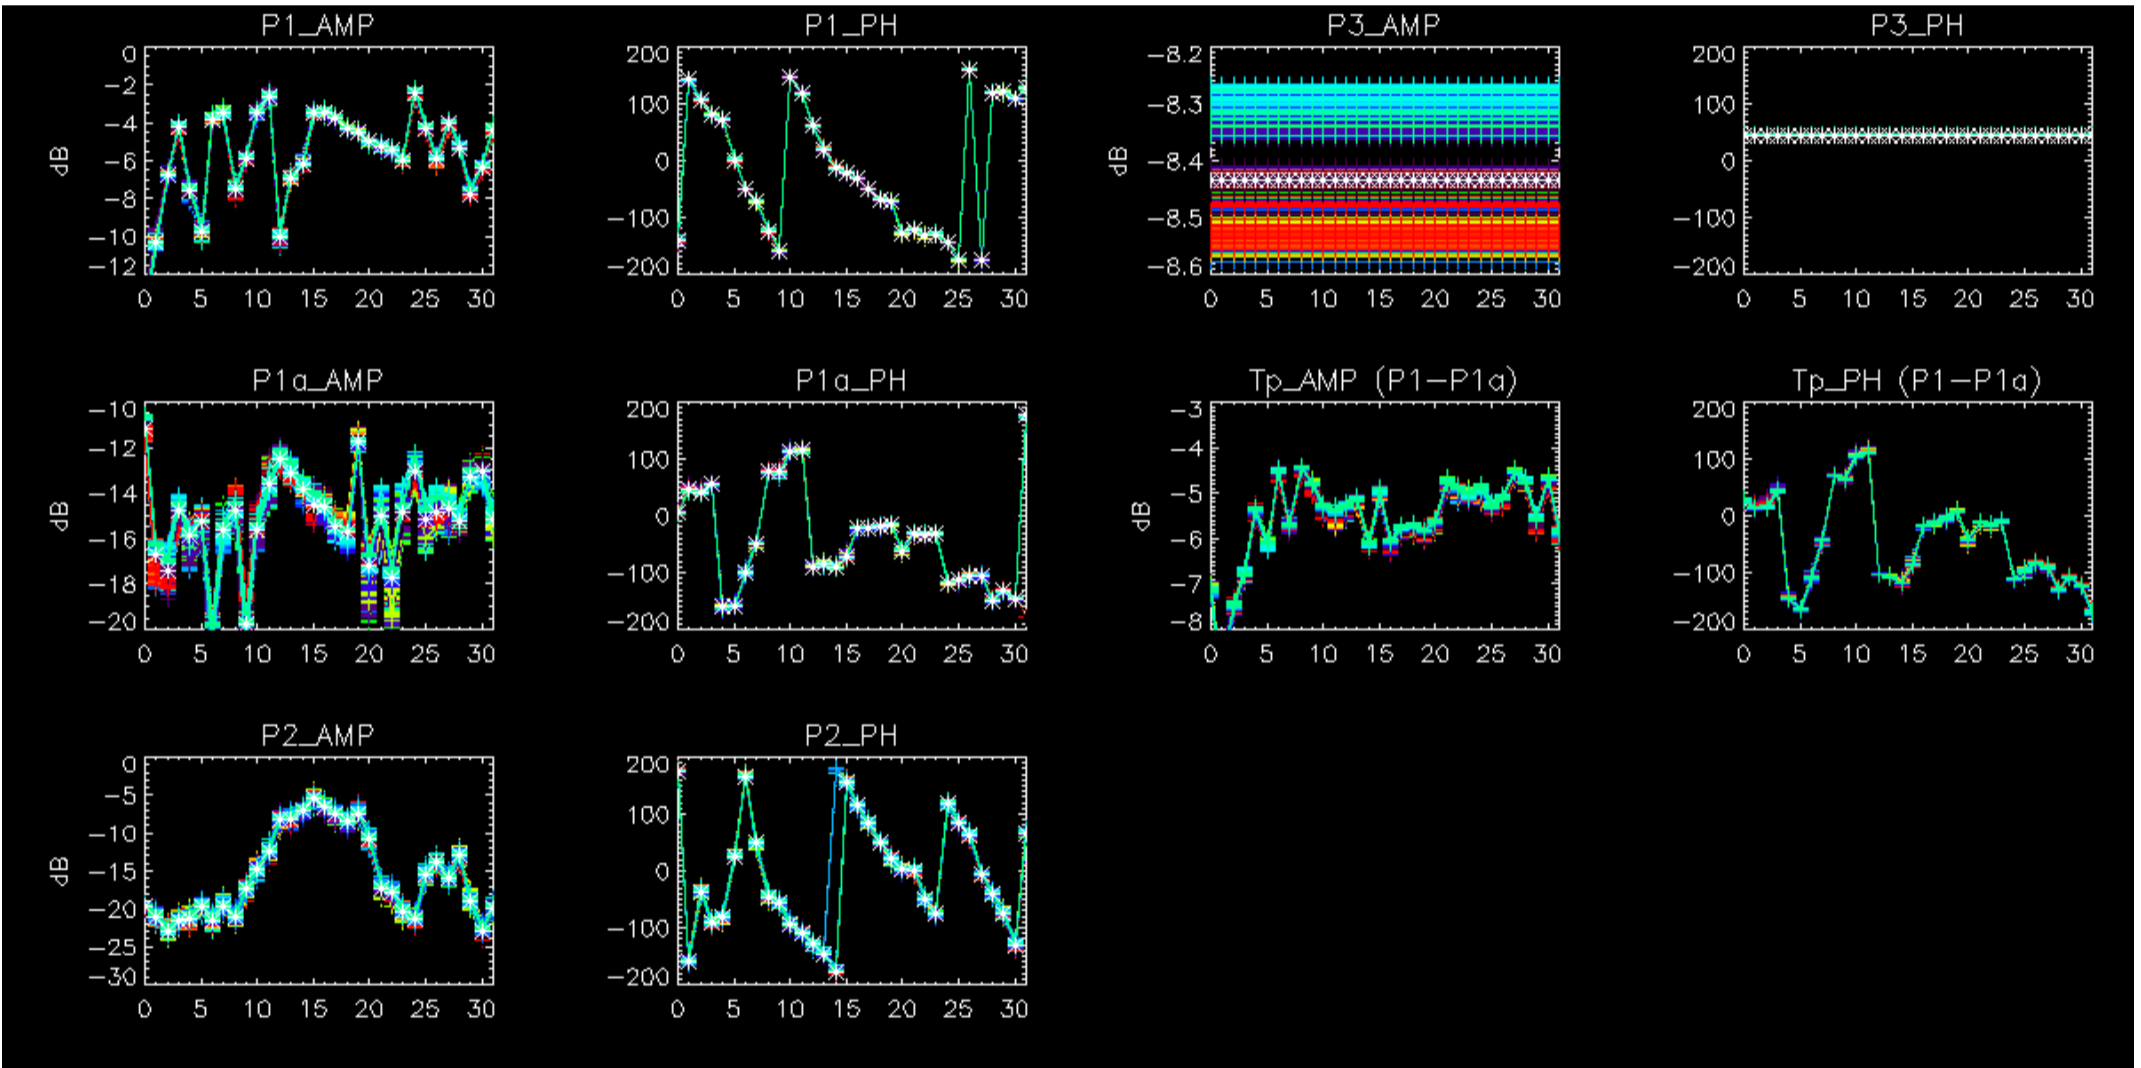 P1_AMP
P1_PH
P3_AMP
P3_PH
dB
0
−2
−4
−6
−8
−10
−12
0 5 10 15 20 25 30
200
100
0
−100
−200
0 5 10 15 20 25 30
dB
−8.2
−8.3
−8.4
−8.5
−8.6
0 5 10 15 20 25 30
200
100
0
−100
−200
0 5 10 15 20 25 30
P1a_AMP
P1a_PH
Tp_AMP (P1−P1a)
Tp_PH (P1−P1a)
dB
−10
−12
−14
−16
−18
−20
0 5 10 15 20 25 30
200
100
0
−100
−200
0 5 10 15 20 25 30
dB
−3
−4
−5
−6
−7
−8
0 5 10 15 20 25 30
200
100
0
−100
−200
0 5 10 15 20 25 30
P2_AMP
P2_PH
dB
0
−5
−10
−15
−20
−25
−30
0 5 10 15 20 25 30
200
100
0
−100
−200
0 5 10 15 20 25 30